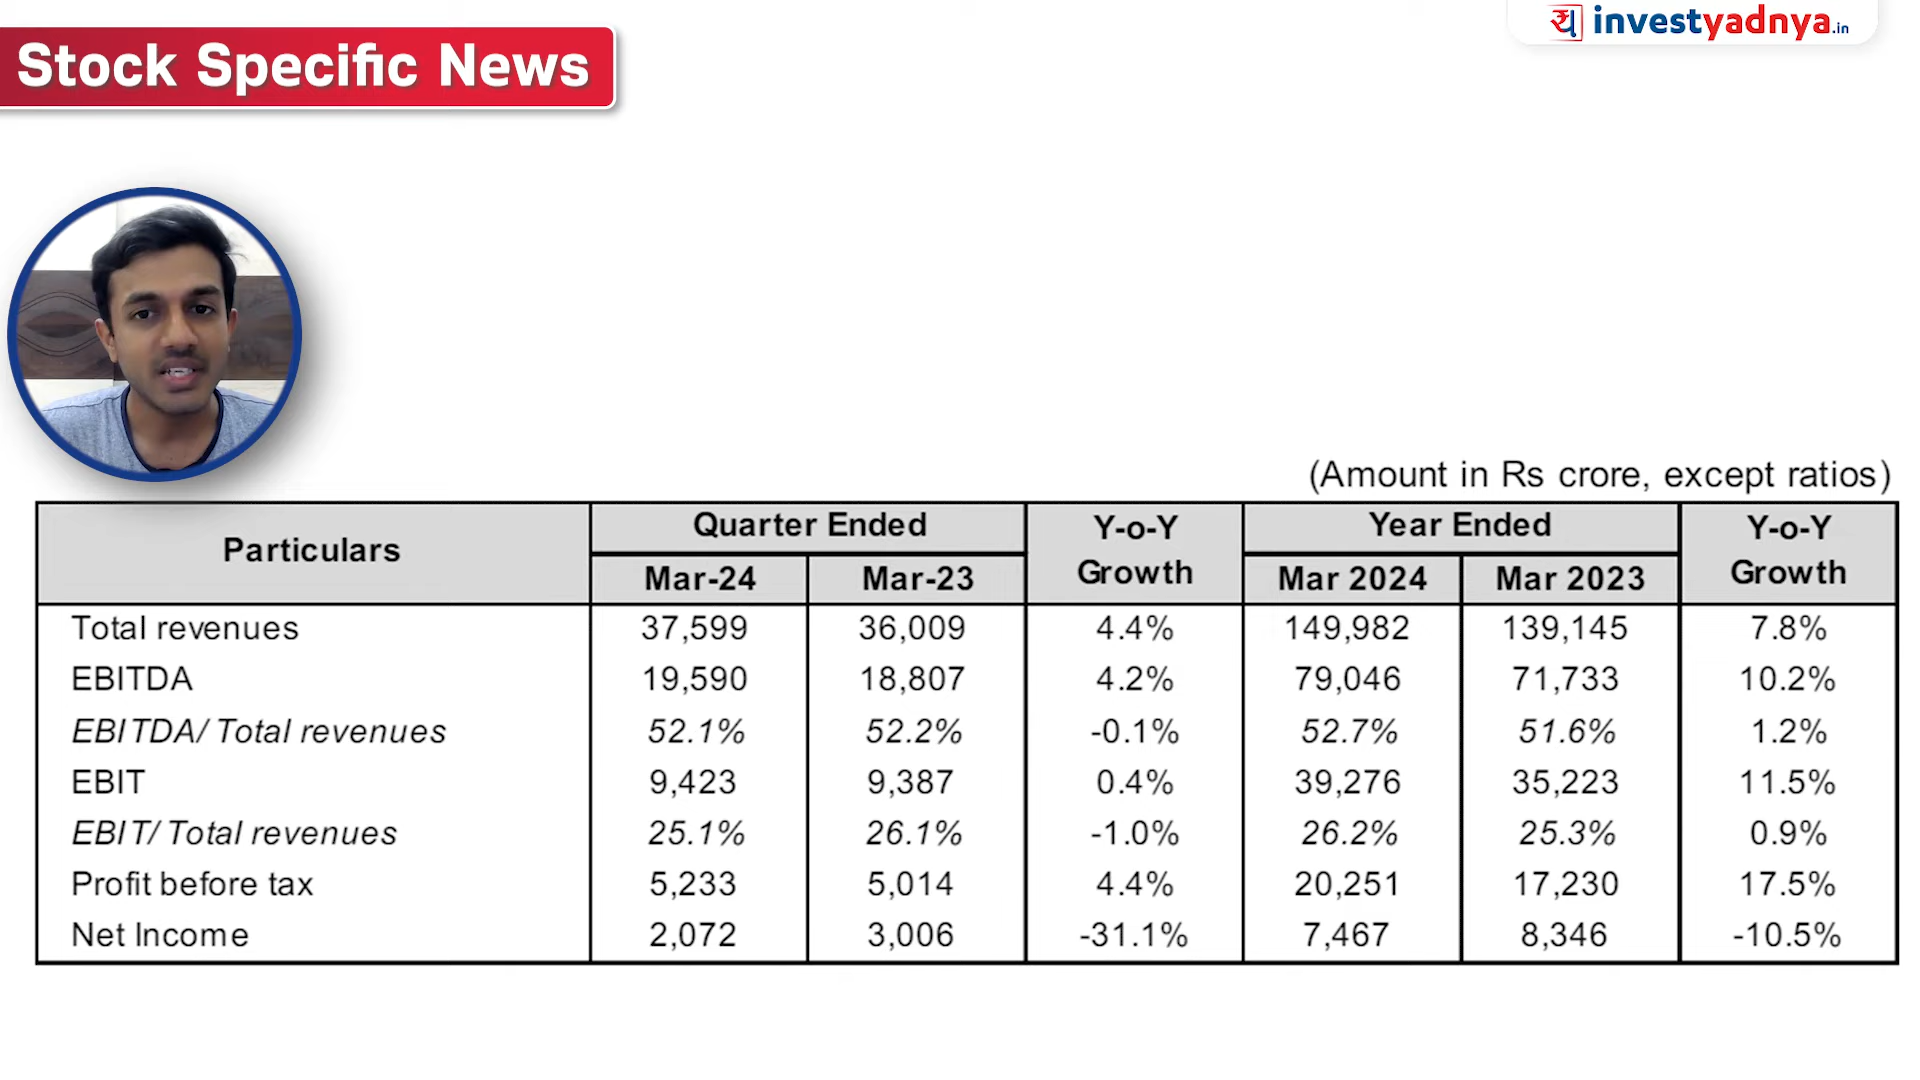 investyadnya.in
Stock Specific News
(Amount in Rs crore, except ratios)
Particulars Quarter Ended Y-o-Y Growth Year Ended Y-o-Y Growth
Mar-24 Mar-23 Mar 2024 Mar 2023
Total revenues 37,599 36,009 4.4% 149,982 139,145 7.8%
EBITDA 19,590 18,807 4.2% 79,046 71,733 10.2%
EBITDA/ Total revenues 52.1% 52.2% -0.1% 52.7% 51.6% 1.2%
EBIT 9,423 9,387 0.4% 39,276 35,223 11.5%
EBIT/ Total revenues 25.1% 26.1% -1.0% 26.2% 25.3% 0.9%
Profit before tax 5,233 5,014 4.4% 20,251 17,230 17.5%
Net Income 2,072 3,006 -31.1% 7,467 8,346 -10.5%